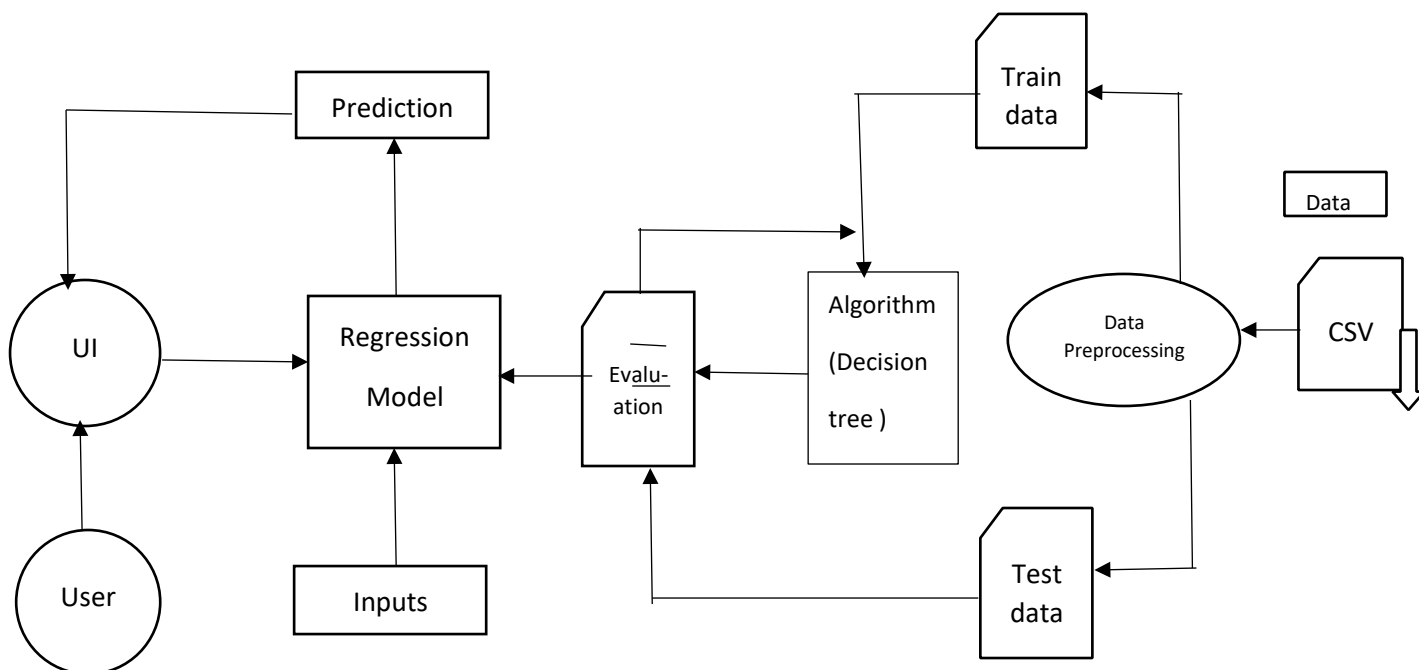 Prediction
Train
data
Data
UI
Regression
Model
Evalu-
ation
Algorithm
(Decision
tree )
Data
Preprocessing
CSV
User
Inputs
Test
data